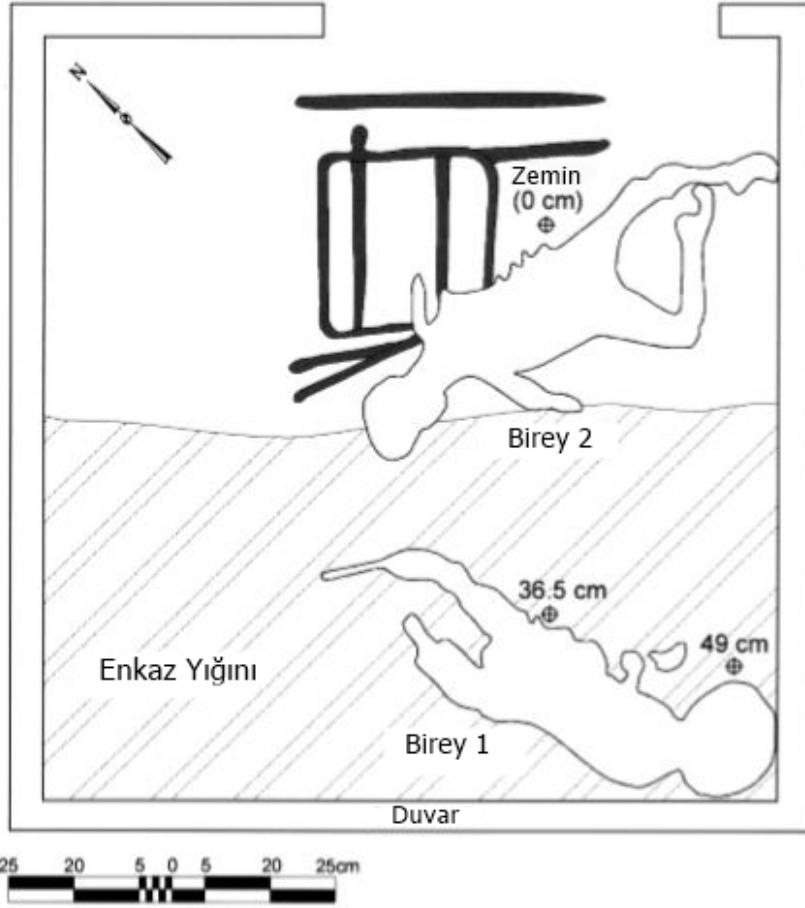 N
Zemin
(0 cm)
Birey 2
36.5 cm
49 cm
Enkaz Yığını
Birey 1
Duvar
25 20 5 0 5 20 25cm